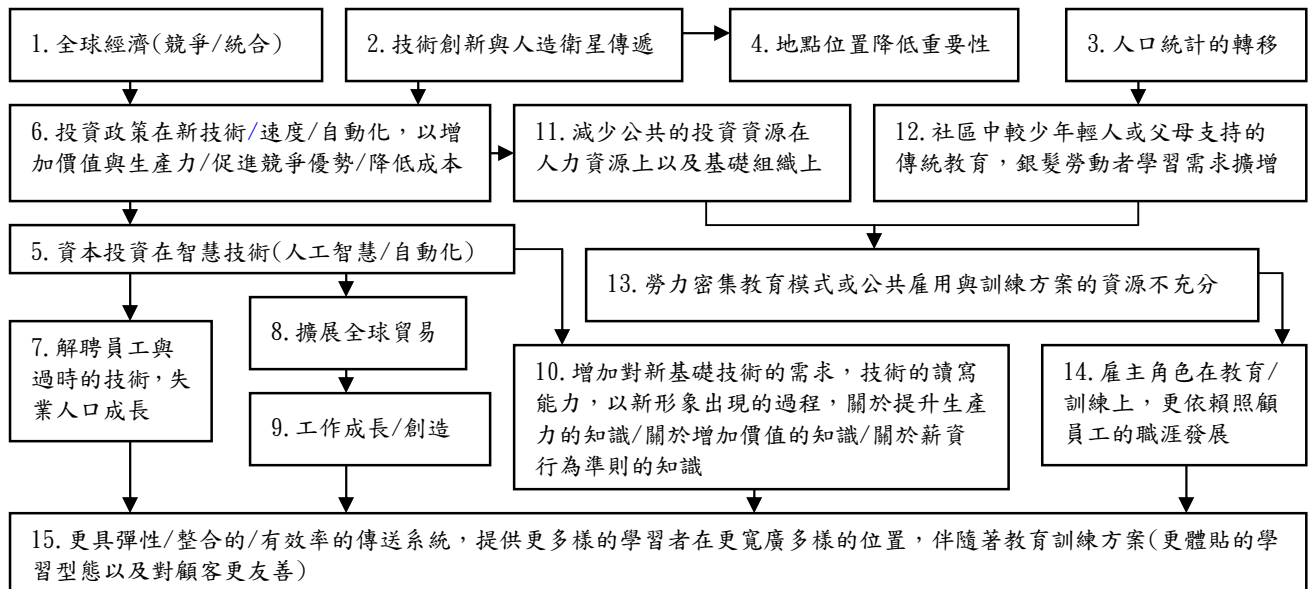 1.全球經濟(競爭/統合)
2.技術創新與人造衛星傳遞
4.地點位置降低重要性
3.人口統計的轉移
6.投資政策在新技術/速度/自動化，以增
加價值與生產力/促進競爭優勢/降低成本
11.減少公共的投資資源在
人力資源上以及基礎組織上
12.社區中較少年輕人或父母支持的
傳統教育，銀髮勞動者學習需求擴增
5.資本投資在智慧技術(人工智慧/自動化)
13.勞力密集教育模式或公共雇用與訓練方案的資源不充分
7.解聘員工與
過時的技術，失
業人口成長
8.擴展全球貿易
9.工作成長/創造
10.增加對新基礎技術的需求，技術的讀寫
能力，以新形象出現的過程，關於提升生產
力的知識/關於增加價值的知識/關於薪資
行為準則的知識
14.雇主角色在教育/
訓練上，更依賴照顧
員工的職涯發展
15.更具彈性/整合的/有效率的傳送系統，提供更多樣的學習者在更寬廣多樣的位置，伴隨著教育訓練方案(更體貼的學
習型態以及對顧客更友善)